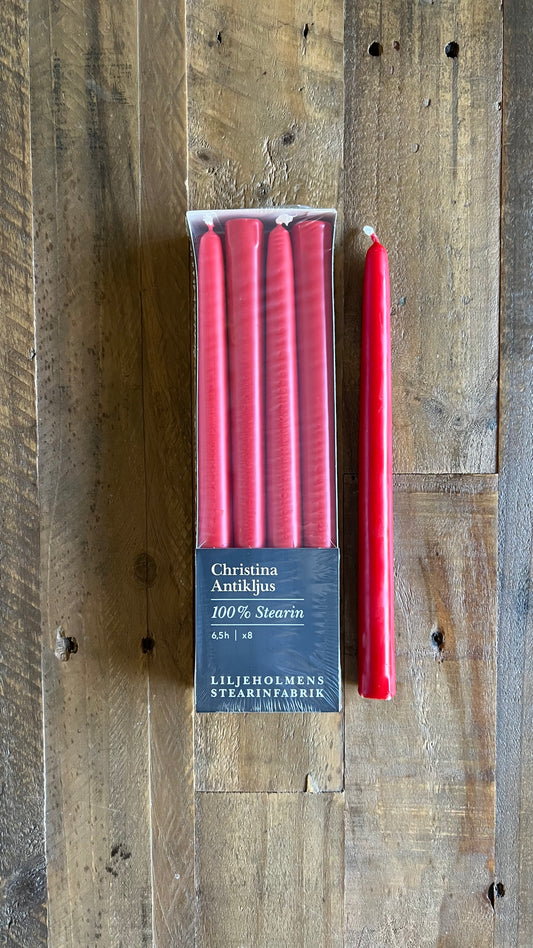 Christina
Antikljus
100% Stearin
6,5h | x8
LILJEHOLMENS
STEARINFABRIK